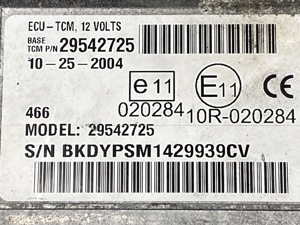 ECU-TCM, 12 VOLTS
BASE
TCM P/N 29542725
10-25-2004
e11 E11 CE
020284 10R-020284
466
MODEL: 29542725
S/N BKDYPSM1429939CV